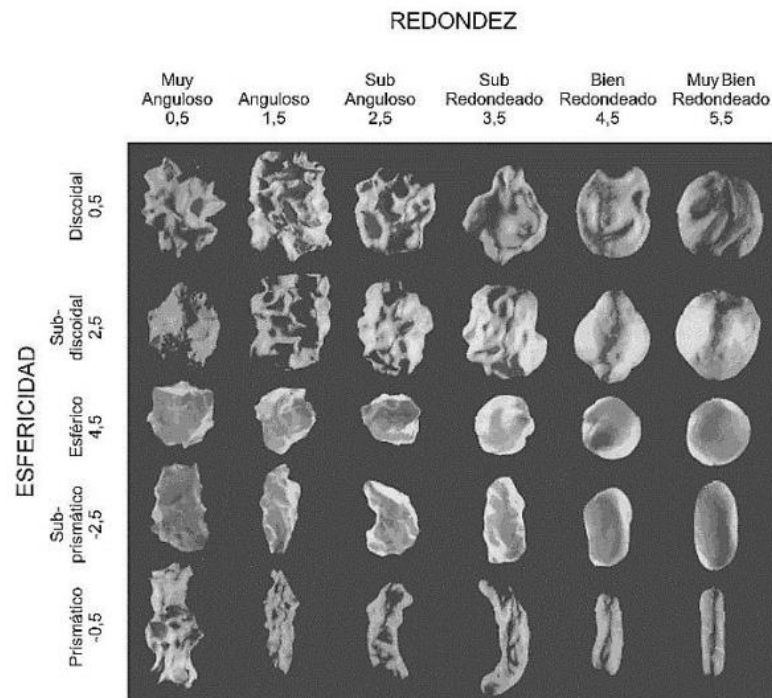 REDONDEZ
Muy
Anguloso
0,5
Anguloso
1,5
Sub
Anguloso
2,5
Sub
Redondeado
3,5
Bien
Redondeado
4,5
Muy Bien
Redondeado
5,5
ESFERICIDAD
Discoidal
0,5
Sub-
discoidal
2,5
Esférico
4,5
Sub-
prismático
-2,5
Prismático
-0,5